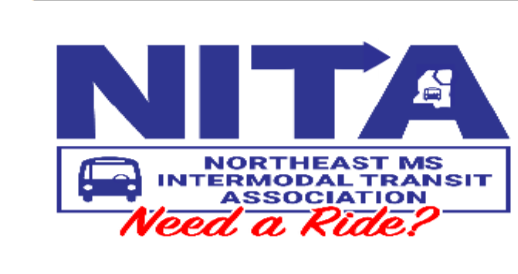 NITA
NORTHEAST MS
INTERMODAL TRANSIT
ASSOCIATION
Need a Ride?